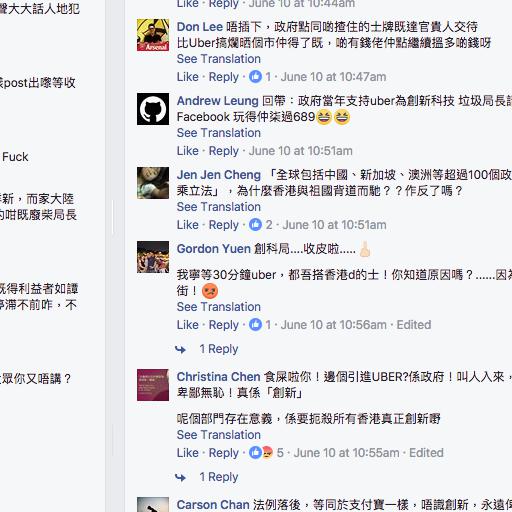 聲大大話人地犯
post出嚟等收
Fuck
新，而家大陸
咁既廢柴局長
既得利益者如譚
停滯不前咋，不
眾你又唔講？
Like · Reply · June 10 at 10:44am
Don Lee 唔插下，政府點同啲揸住的士牌既達官貴人交待
比Uber搞爛晒個市仲得了既，啲有錢佬仲點繼續搵多啲錢呀
See Translation
Like · Reply · 1 · June 10 at 10:47am
Arsenal
Andrew Leung 回帶：政府當年支持uber為創新科技 垃圾局長
Facebook 玩得仲柒過689😆😆
See Translation
Like · Reply · June 10 at 10:51am
Jen Jen Cheng 「全球包括中國、新加坡、澳洲等超過100個政
乘立法」，為什麼香港與祖國背道而馳？？作反了嗎？
See Translation
Like · Reply · 2 · June 10 at 10:51am
Gordon Yuen 創科局....收皮啦.....🖕🏻
我寧等30分鐘uber，都吾搭香港d的士！你知道原因嗎？......因為
街！😡
See Translation
Like · Reply · 1 · June 10 at 10:56am · Edited
1 Reply
Christina Chen 食屎啦你！邊個引進UBER?係政府！叫人入來，
卑鄙無恥！真係「創新」
呢個部門存在意義，係要扼殺所有香港真正創新嘢
See Translation
Like · Reply · 5 · June 10 at 10:55am · Edited
1 Reply
Carson Chan 法例落後，等同於支付寶一樣，唔識創新，永遠